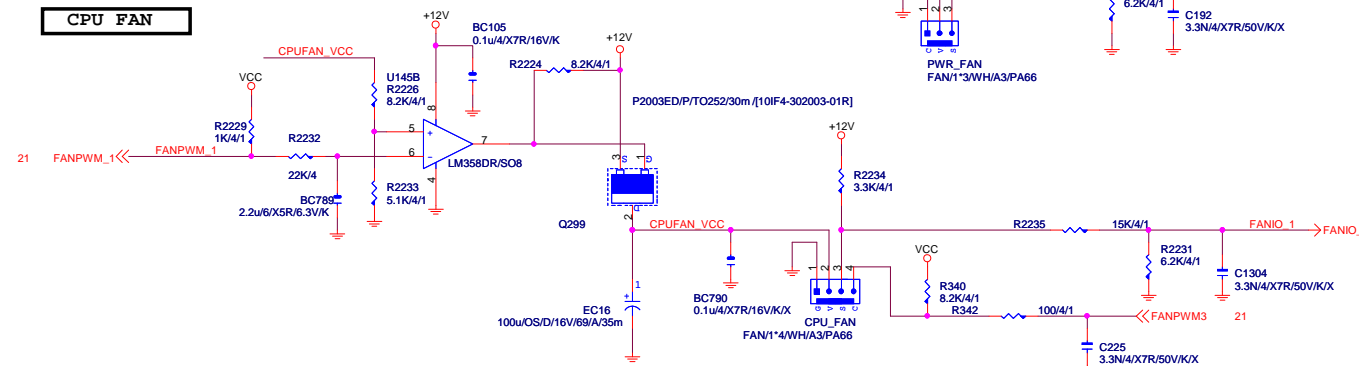 CPU FAN
+12V
BC105
0.1u/4/X7R/16V/K
CPUFAN_VCC
VCC
U145B
R2226
8.2K/4/1
R2229
1K/4/1
R2232
22K/4
21
FANPWM_1
FANPWM_1
BC789
2.2u/6/X5R/6.3V/K
R2233
5.1K/4/1
8
5
+
6
-
7
4
LM358DR/SO8
+12V
R2224
8.2K/4/1
P2003ED/P/TO252/30m /[10IF4-302003-01R]
3
S
1
G
D
2
Q299
CPUFAN_VCC
1
+
EC16
100u/OS/D/16V/69/A/35m
BC790
0.1u/4/X7R/16V/K/X
+12V
R2234
3.3K/4/1
1
2
3
4
G
V
S
C
CPU_FAN
FAN/1*4/WH/A3/PA66
VCC
R340
8.2K/4/1
R342
100/4/1
FANPWM3
21
C225
3.3N/4/X7R/50V/K/X
R2235
15K/4/1
FANIO_1
FANIO_
R2231
6.2K/4/1
C1304
3.3N/4/X7R/50V/K/X
1
2
3
C
V
S
PWR_FAN
FAN/1*3/WH/A3/PA66
6.2K/4/1
C192
3.3N/4/X7R/50V/K/X